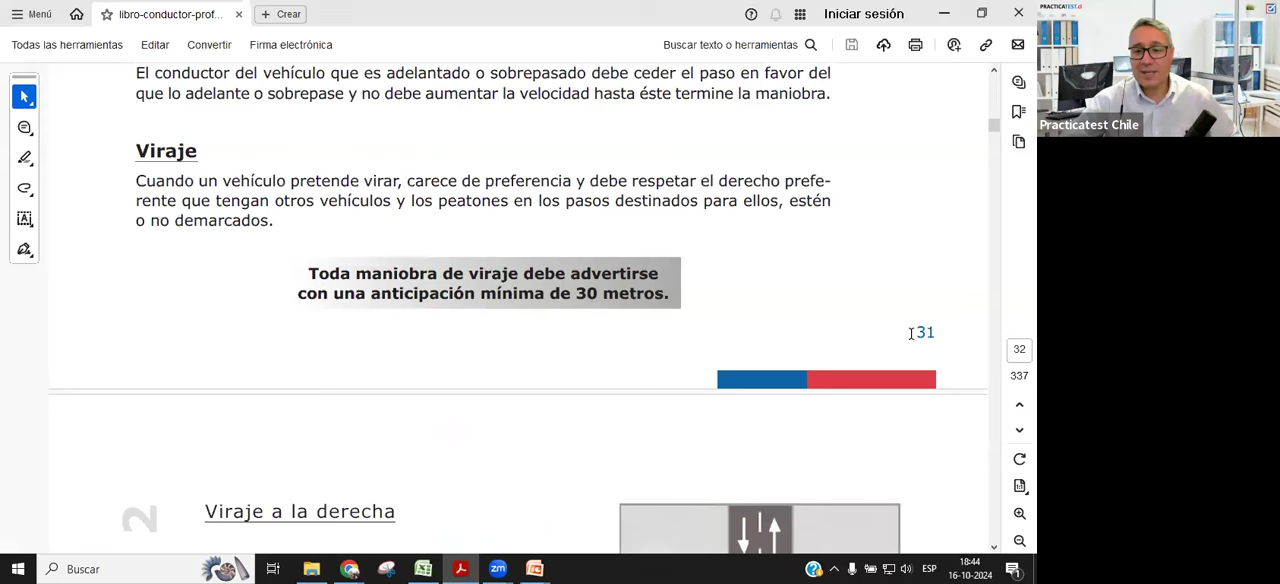 Menú
libro-conductor-prof...
Crear
Iniciar sesión
Todas las herramientas
Editar
Convertir
Firma electrónica
Buscar texto o herramientas
El conductor del vehículo que es adelantado o sobrepasado debe ceder el paso en favor del
que lo adelante o sobrepase y no debe aumentar la velocidad hasta éste termine la maniobra.
Viraje
Cuando un vehículo pretende virar, carece de preferencia y debe respetar el derecho prefe-
rente que tengan otros vehículos y los peatones en los pasos destinados para ellos, estén
o no demarcados.
Toda maniobra de viraje debe advertirse
con una anticipación mínima de 30 metros.
31
32
337
2
Viraje a la derecha
PRACTICATEST.cl
Practicatest Chile
Buscar
ESP
18:44
16-10-2024